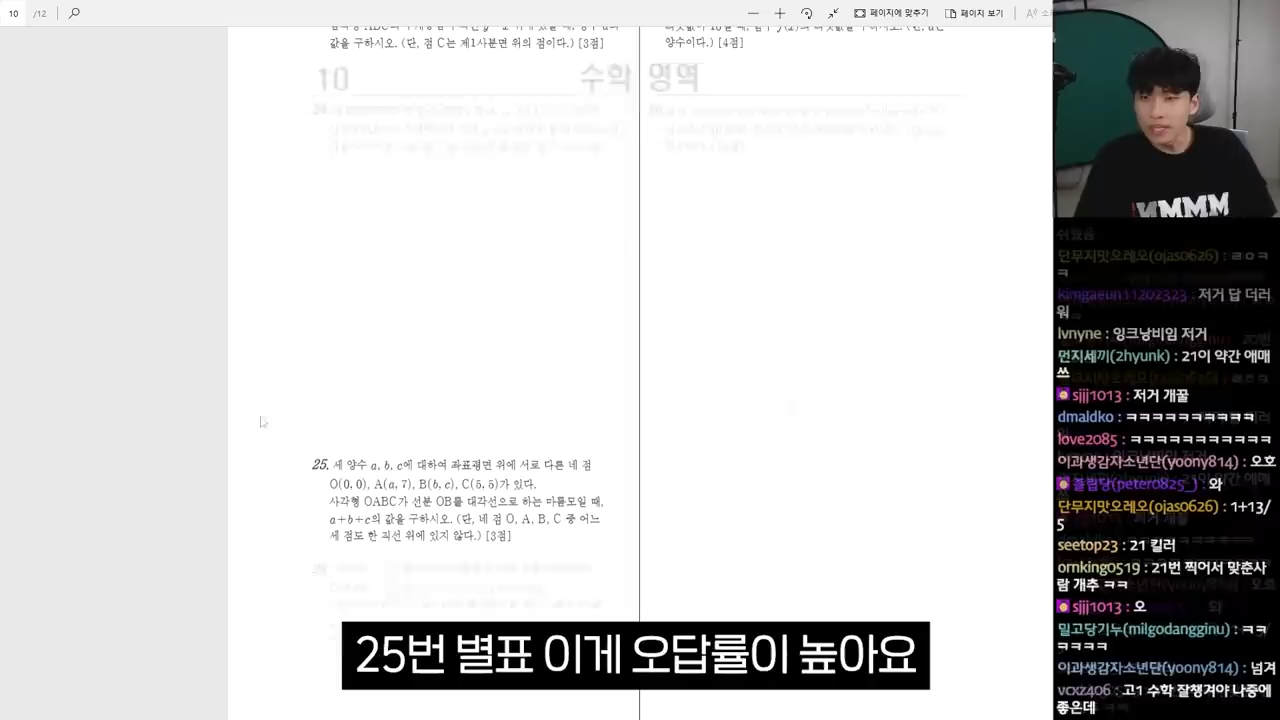 10 /12 페이지에 맞추기 페이지 보기
값을 구하시오. (단, 점 C는 제1사분면 위의 점이다.) [3점]
양수이다.) [4점]
10 수학 영역
25. 세 양수 a, b, c에 대하여 좌표평면 위에 서로 다른 네 점
O(0, 0), A(a, 7), B(b, c), C(5, 5)가 있다.
사각형 OABC가 선분 OB를 대각선으로 하는 마름모일 때,
a+b+c의 값을 구하시오. (단, 네 점 O, A, B, C 중 어느
세 점도 한 직선 위에 있지 않다.) [3점]
25번 별표 이게 오답률이 높아요
MMM
쉬웠음
단무지맛오레오(ojas0626) : ㄹㅇㅋ
ㅋ
kimgaeun11202323 : 저거 답 더러
워
lvnyne : 잉크낭비임 저거
먼지세끼(2hyunk) : 21이 약간 애매
쓰
sjjj1013 : 저거 개꿀
dmaldko : ㅋㅋㅋㅋㅋㅋㅋㅋㅋㅋ
love2085 : ㅋㅋㅋㅋㅋㅋㅋㅋㅋㅋㅋ
이과생감자소년단(yoony814) : 오호
(peter0825_) : 와
단무지맛오레오(ojas0626) : 1+13/
5
seetop23 : 21 킬러
ornking0519 : 21번 찍어서 맞춘사
람 개추 ㅋㅋ
sjjj1013 : 오
밀고당기누(milgodangginu) : ㅋㅋ
ㅋㅋㅋㅋ
이과생감자소년단(yoony814) : 넘겨
vcxz406 : 고1 수학 잘챙겨야 나중에
좋은데